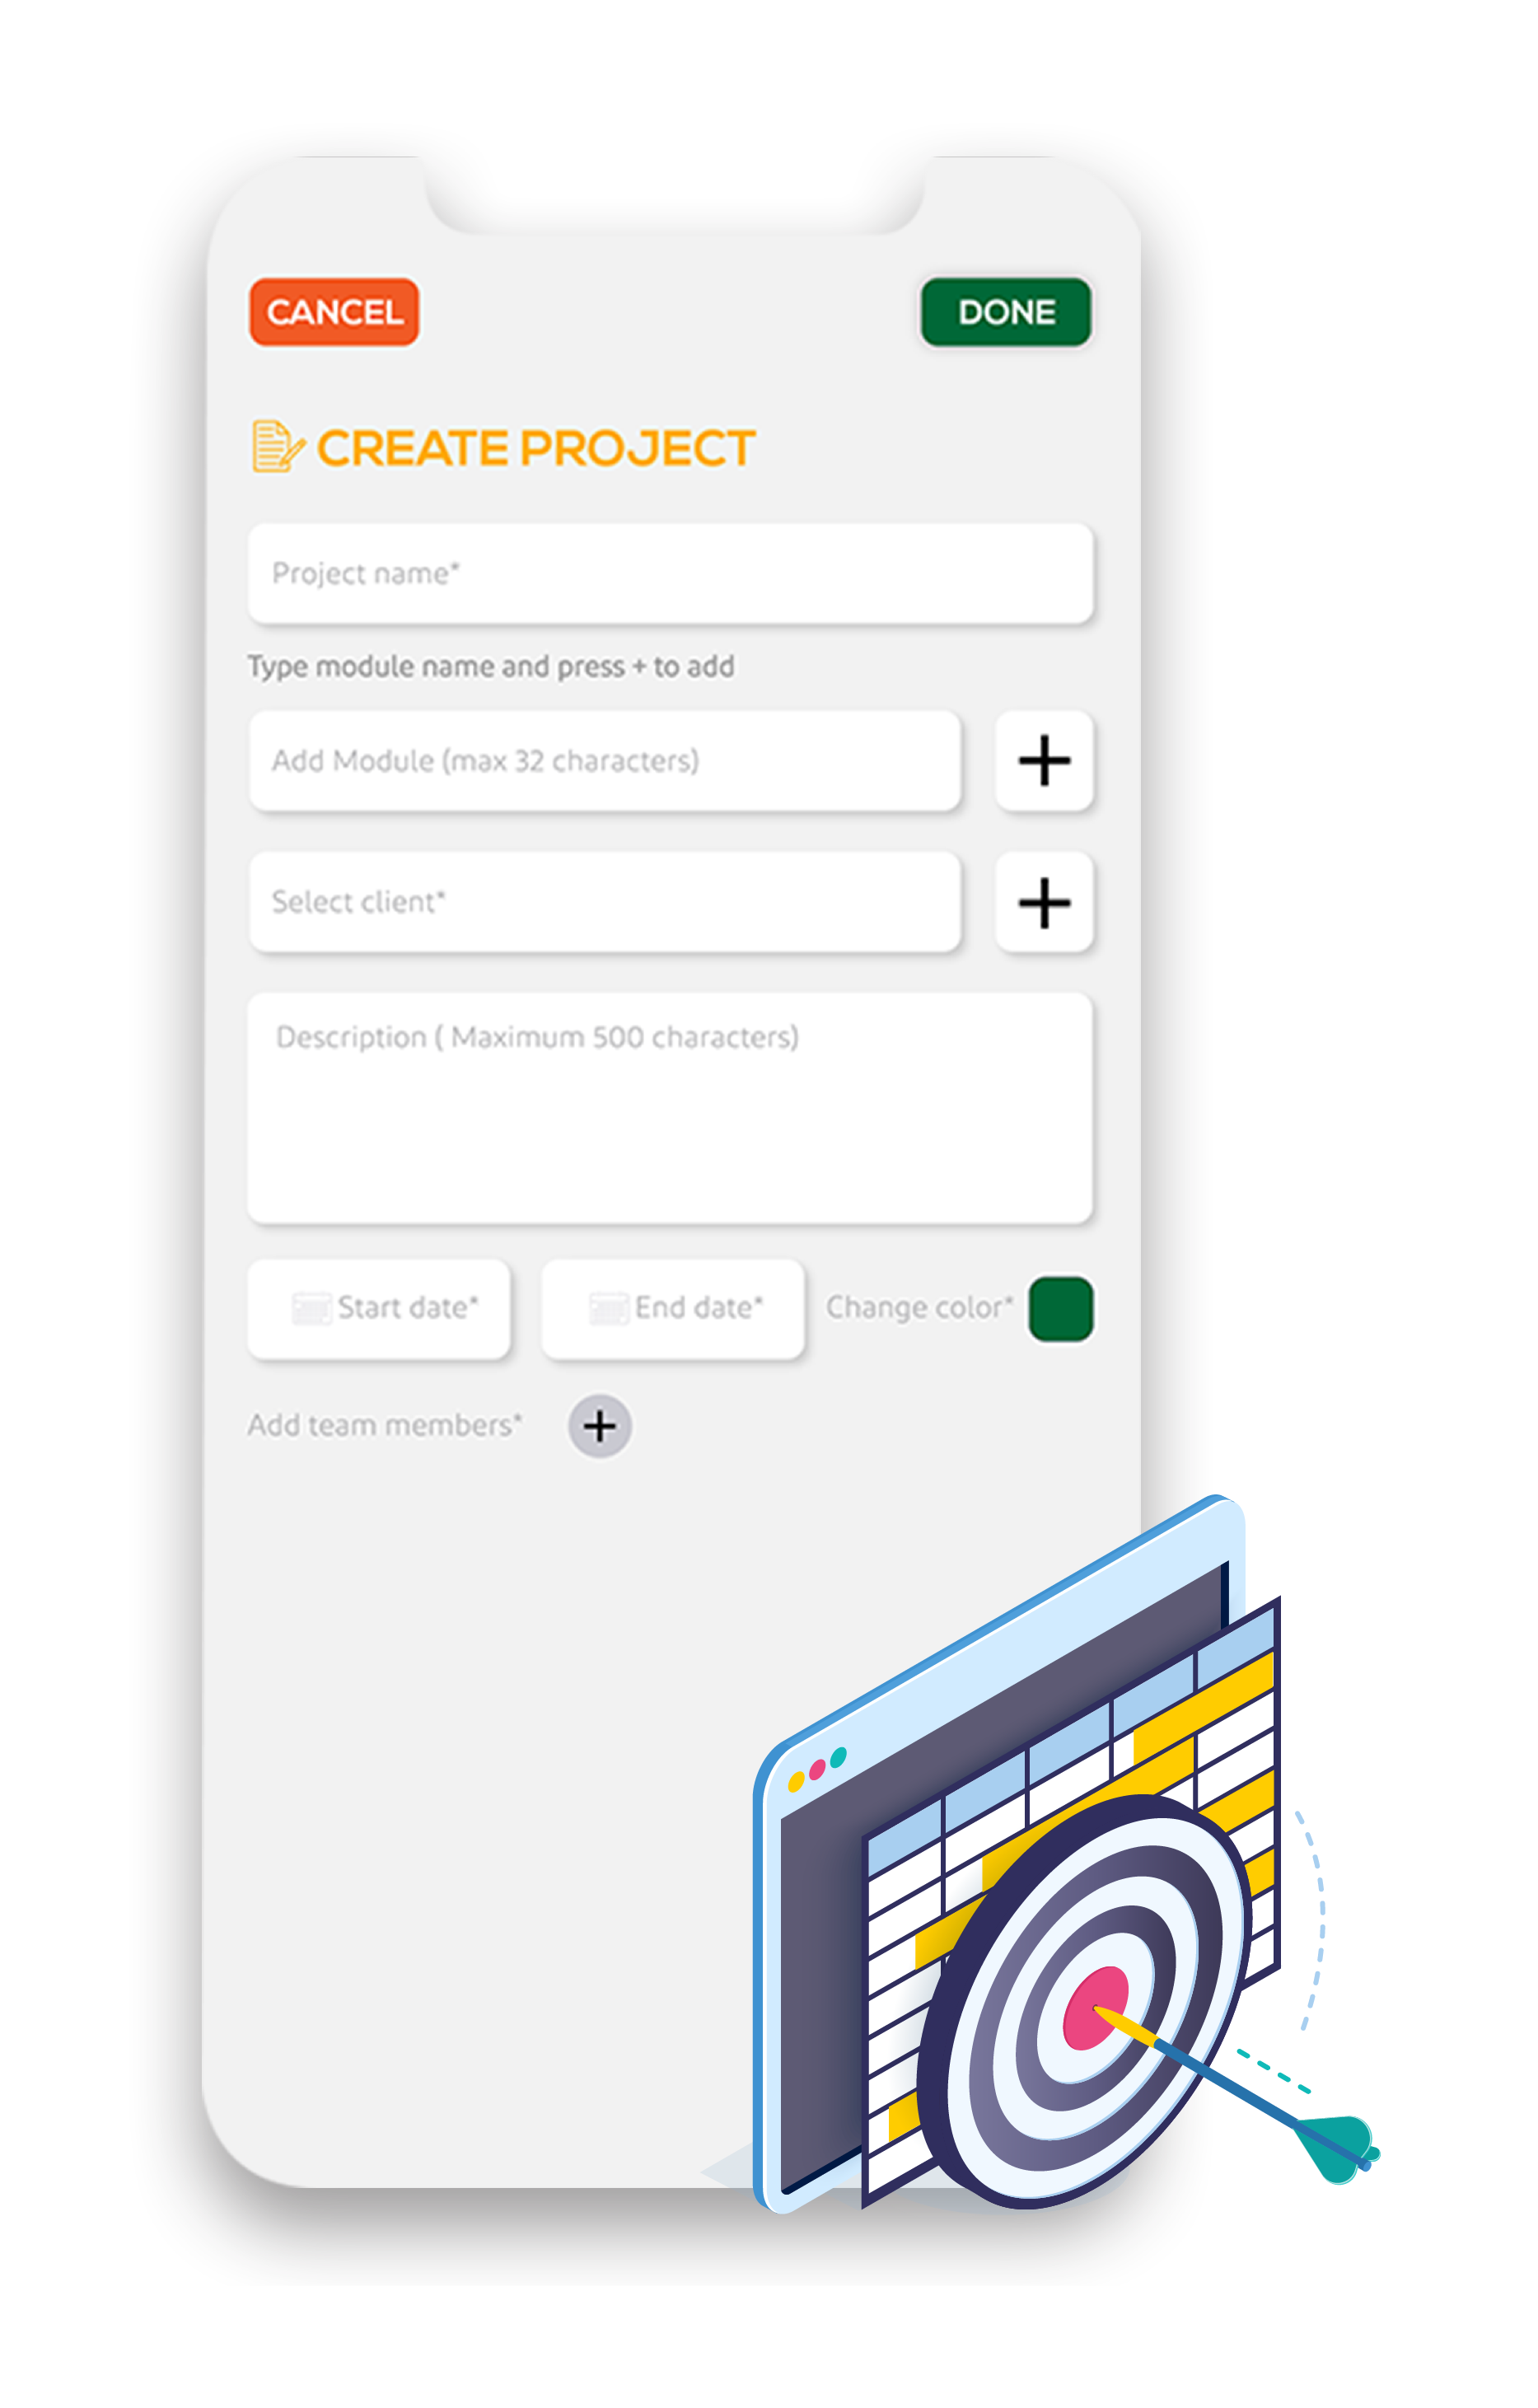 CANCEL
DONE
CREATE PROJECT
Project name*
Type module name and press + to add
Add Module (max 32 characters)
Select client*
Description ( Maximum 500 characters)
Start date*
End date*
Change color*
Add team members*